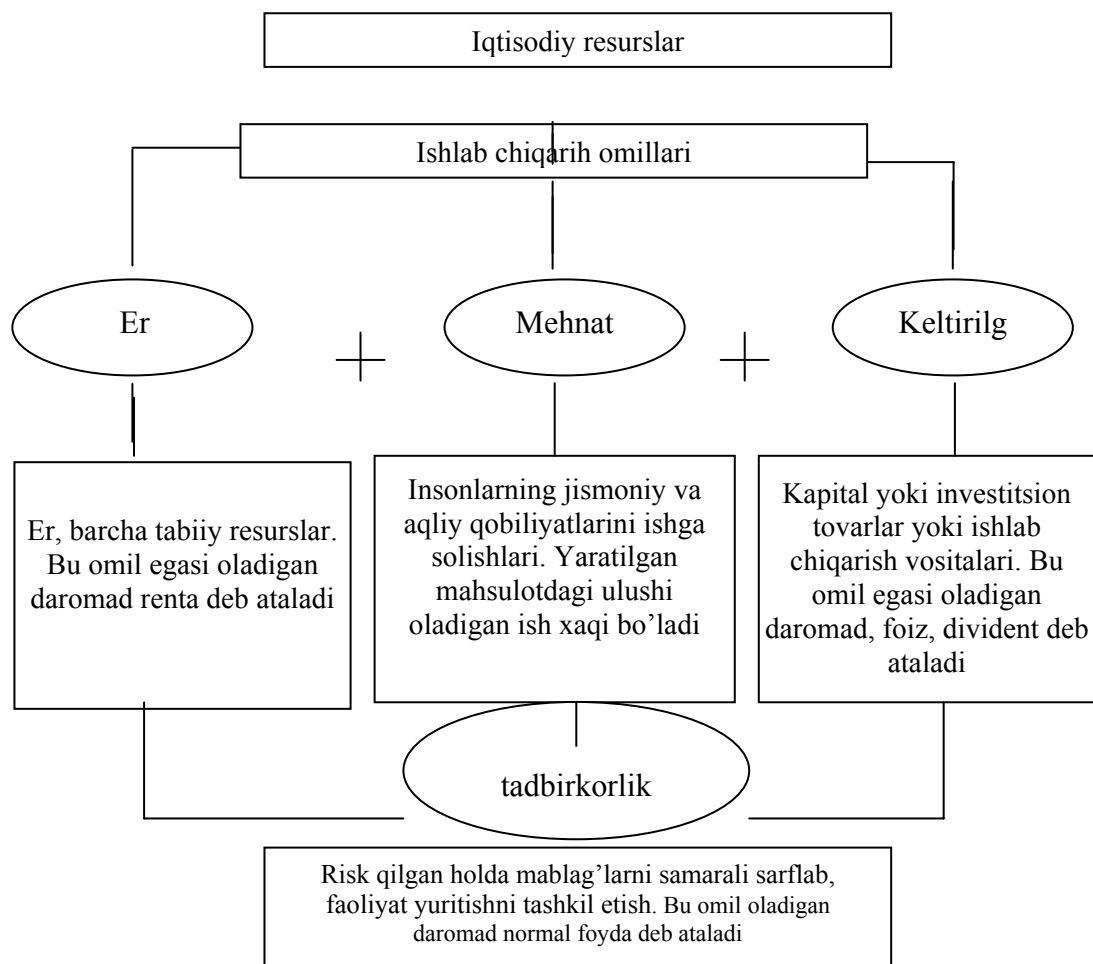 Iqtisodiy resurslar
Ishlab chiqarih omillari
Er
Mehnat
Keltirilg
Er, barcha tabiiy resurslar.
Bu omil egasi oladigan
daromad renta deb ataladi
Insonlarning jismoniy va
aqliy qobiliyatlarini ishga
solishlari. Yaratilgan
mahsulotdagi ulushi
oladigan ish xaqi bo’ladi
Kapital yoki investitsion
tovarlar yoki ishlab
chiqarish vositalari. Bu
omil egasi oladigan
daromad, foiz, divident deb
ataladi
tadbirkorlik
Risk qilgan holda mablag’larni samarali sarflab,
faoliyat yuritishni tashkil etish. Bu omil oladigan
daromad normal foyda deb ataladi